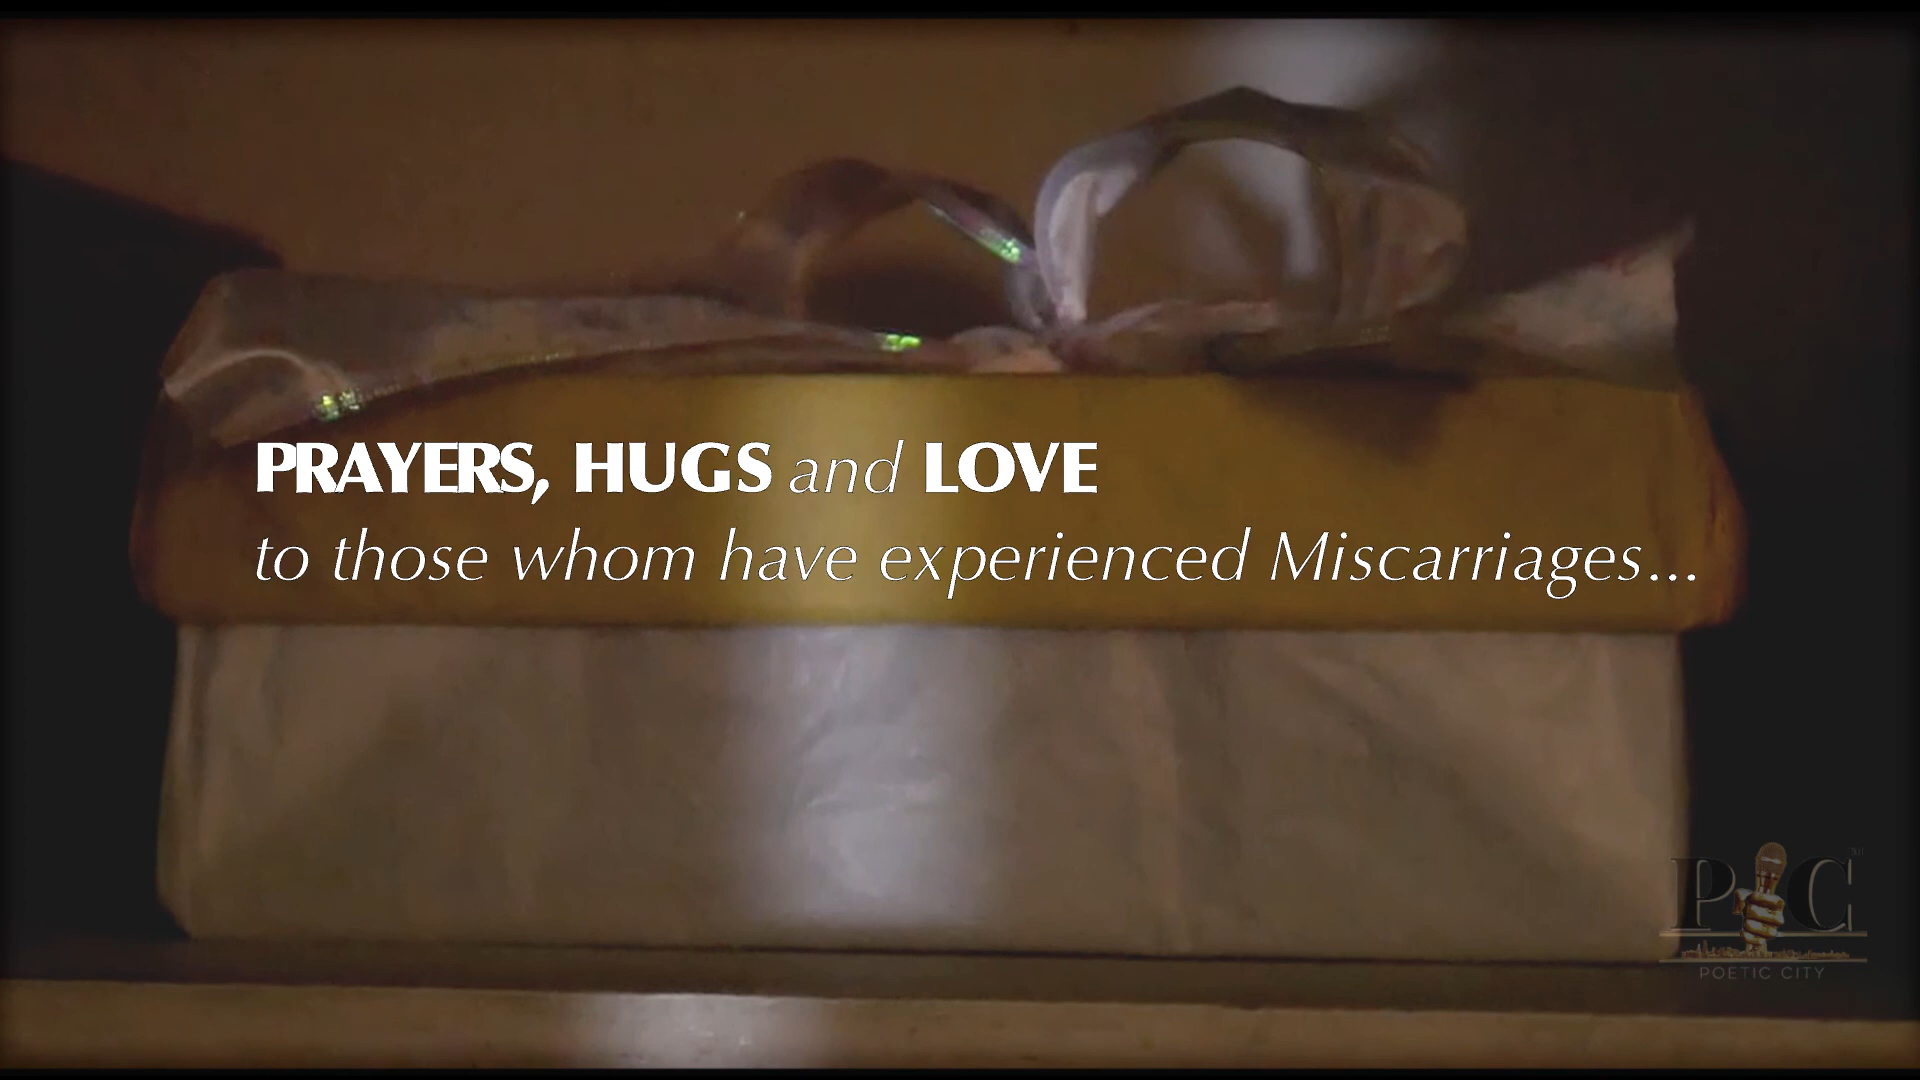 PRAYERS, HUGS and LOVE
to those whom have experienced Miscarriages...
P C
POETIC CITY